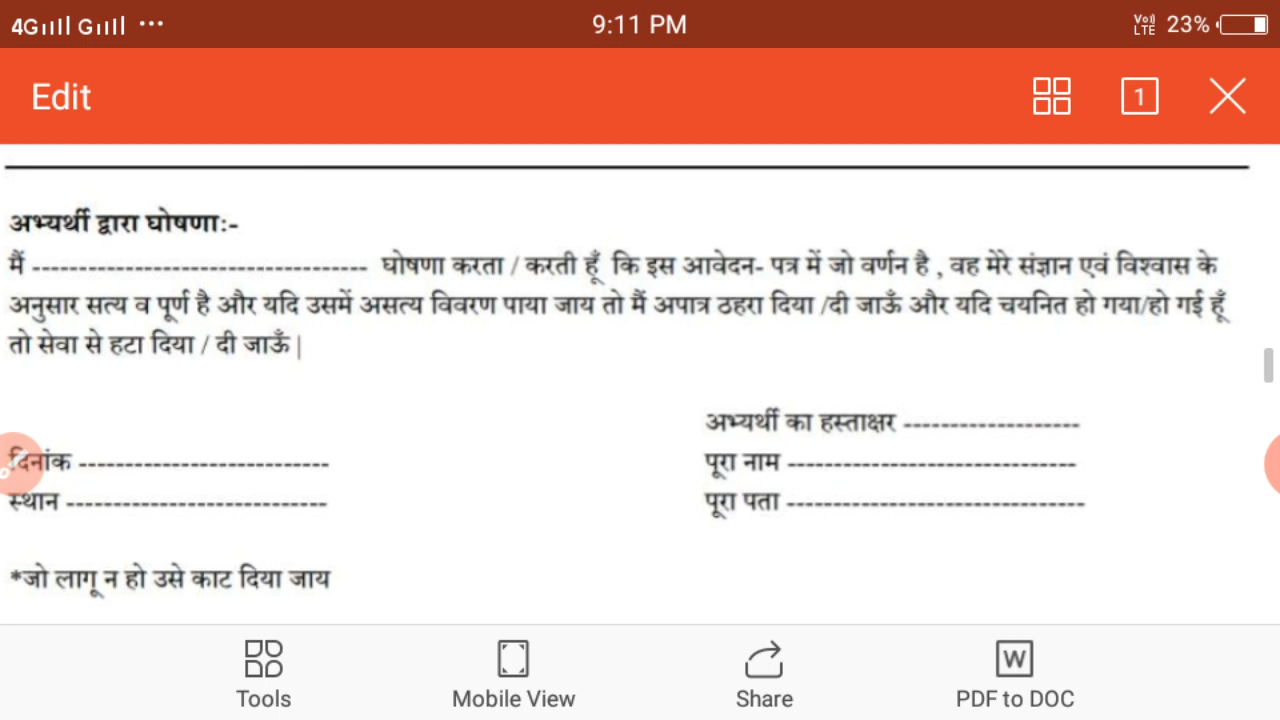 4G G ... 9:11 PM Vo)) LTE 23%
Edit 1
अभ्यर्थी द्वारा घोषणा:-
मैं ------------------------------------ घोषणा करता / करती हूँ कि इस आवेदन- पत्र में जो वर्णन है , वह मेरे संज्ञान एवं विश्वास के
अनुसार सत्य व पूर्ण है और यदि उसमें असत्य विवरण पाया जाय तो मैं अपात्र ठहरा दिया /दी जाऊँ और यदि चयनित हो गया/हो गई हूँ
तो सेवा से हटा दिया / दी जाऊँ |
अभ्यर्थी का हस्ताक्षर -------------------
दिनांक --------------------------- पूरा नाम -------------------------------
स्थान ---------------------------- पूरा पता --------------------------------
*जो लागू न हो उसे काट दिया जाय
Tools Mobile View Share W PDF to DOC